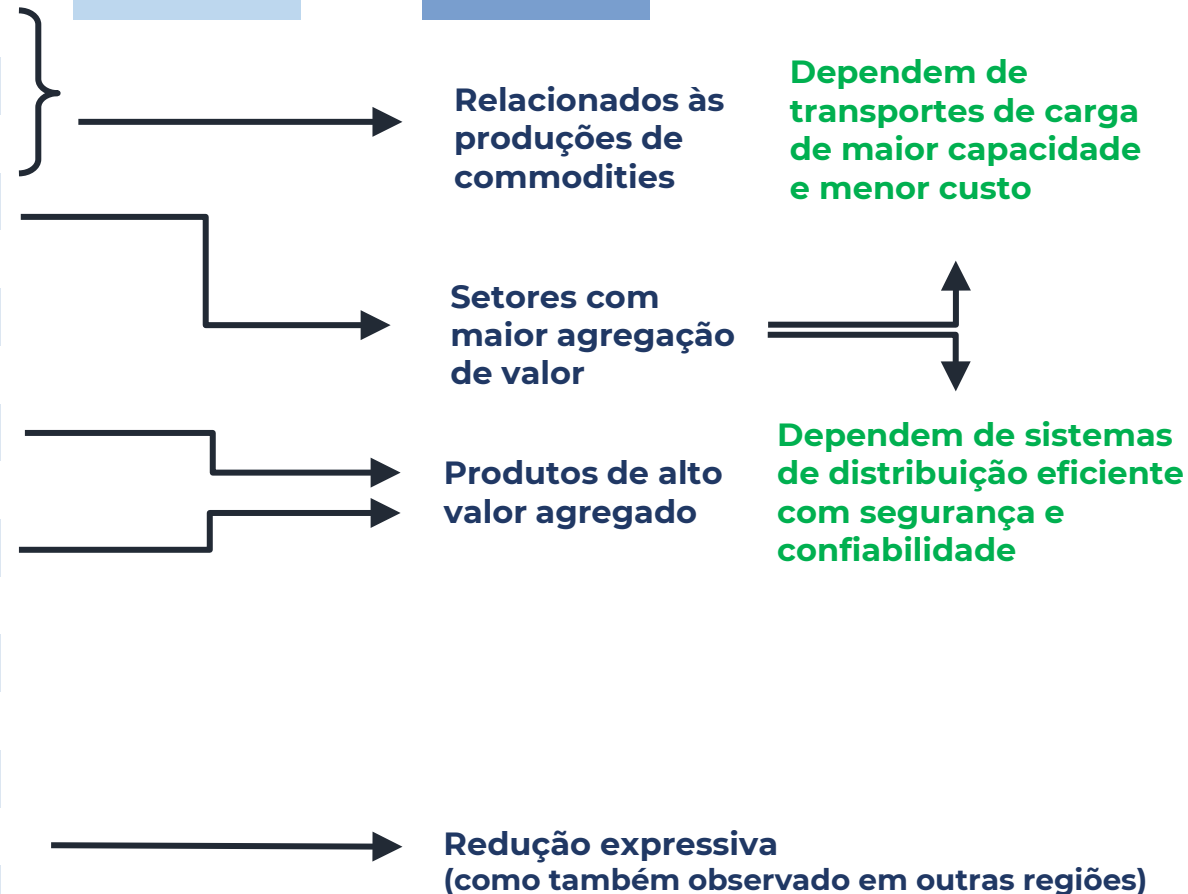 Relacionados às
produções de
commodities
Dependem de
transportes de carga
de maior capacidade
e menor custo
Setores com
maior agregação
de valor
Produtos de alto
valor agregado
Dependem de sistemas
de distribuição eficiente
com segurança e
confiabilidade
Redução expressiva
(como também observado em outras regiões)